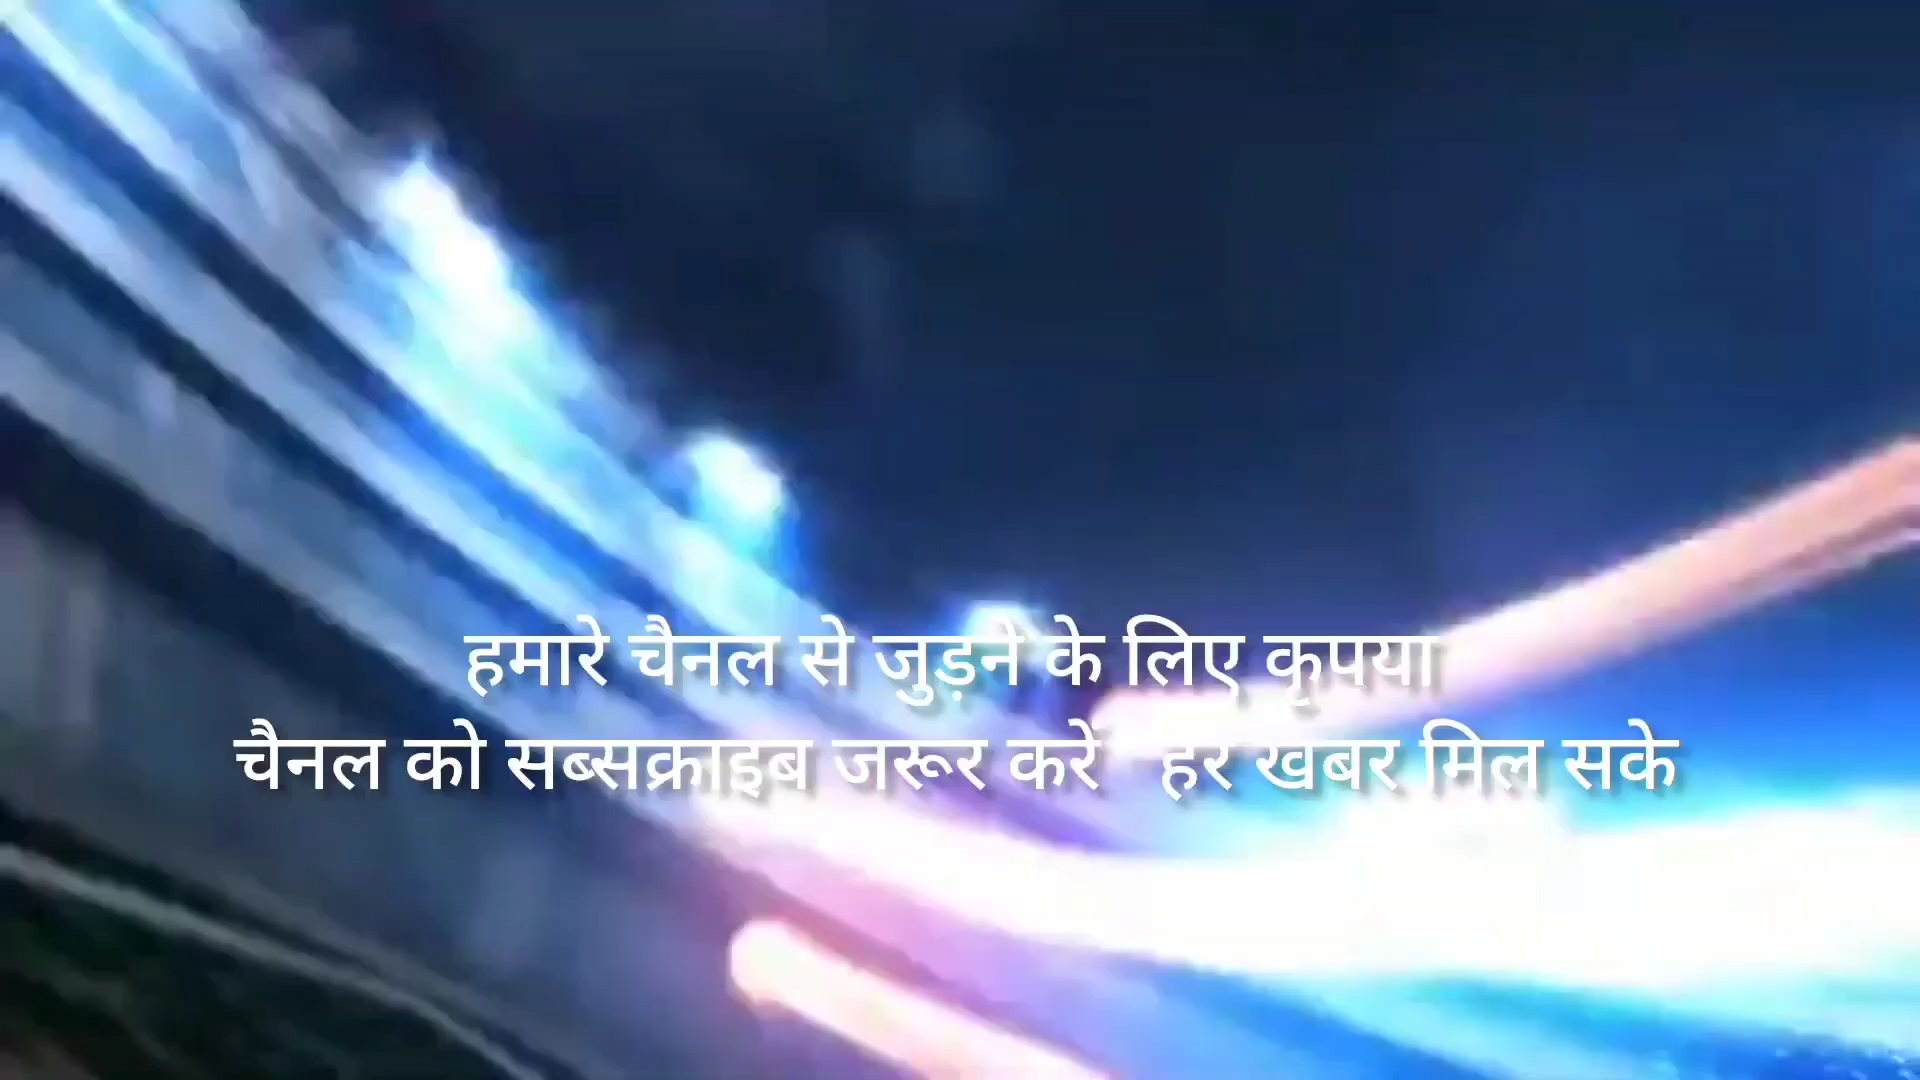 हमारे चैनल से जुड़ने के लिए कृपया
चैनल को सब्सक्राइब जरूर करें हर खबर मिल सके